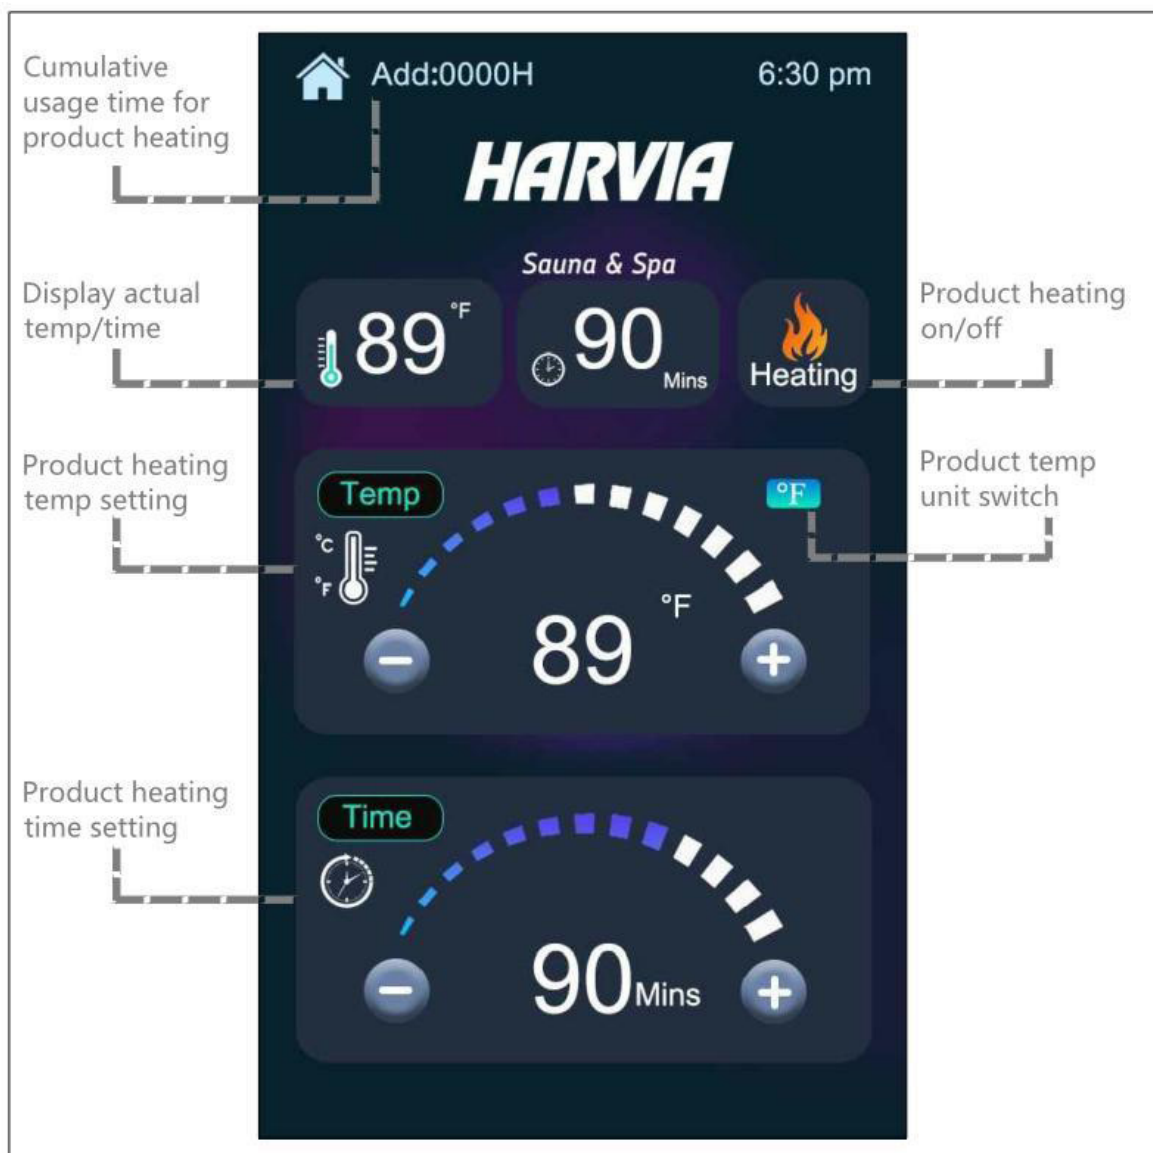 Cumulative
usage time for
product heating
Add:0000H
6:30 pm
HARVIA
Sauna & Spa
Display actual
temp/time
89 °F
90 Mins
Heating
Product heating
on/off
Product heating
temp setting
Temp
°F
Product temp
unit switch
°C
°F
89 °F
Product heating
time setting
Time
90 Mins